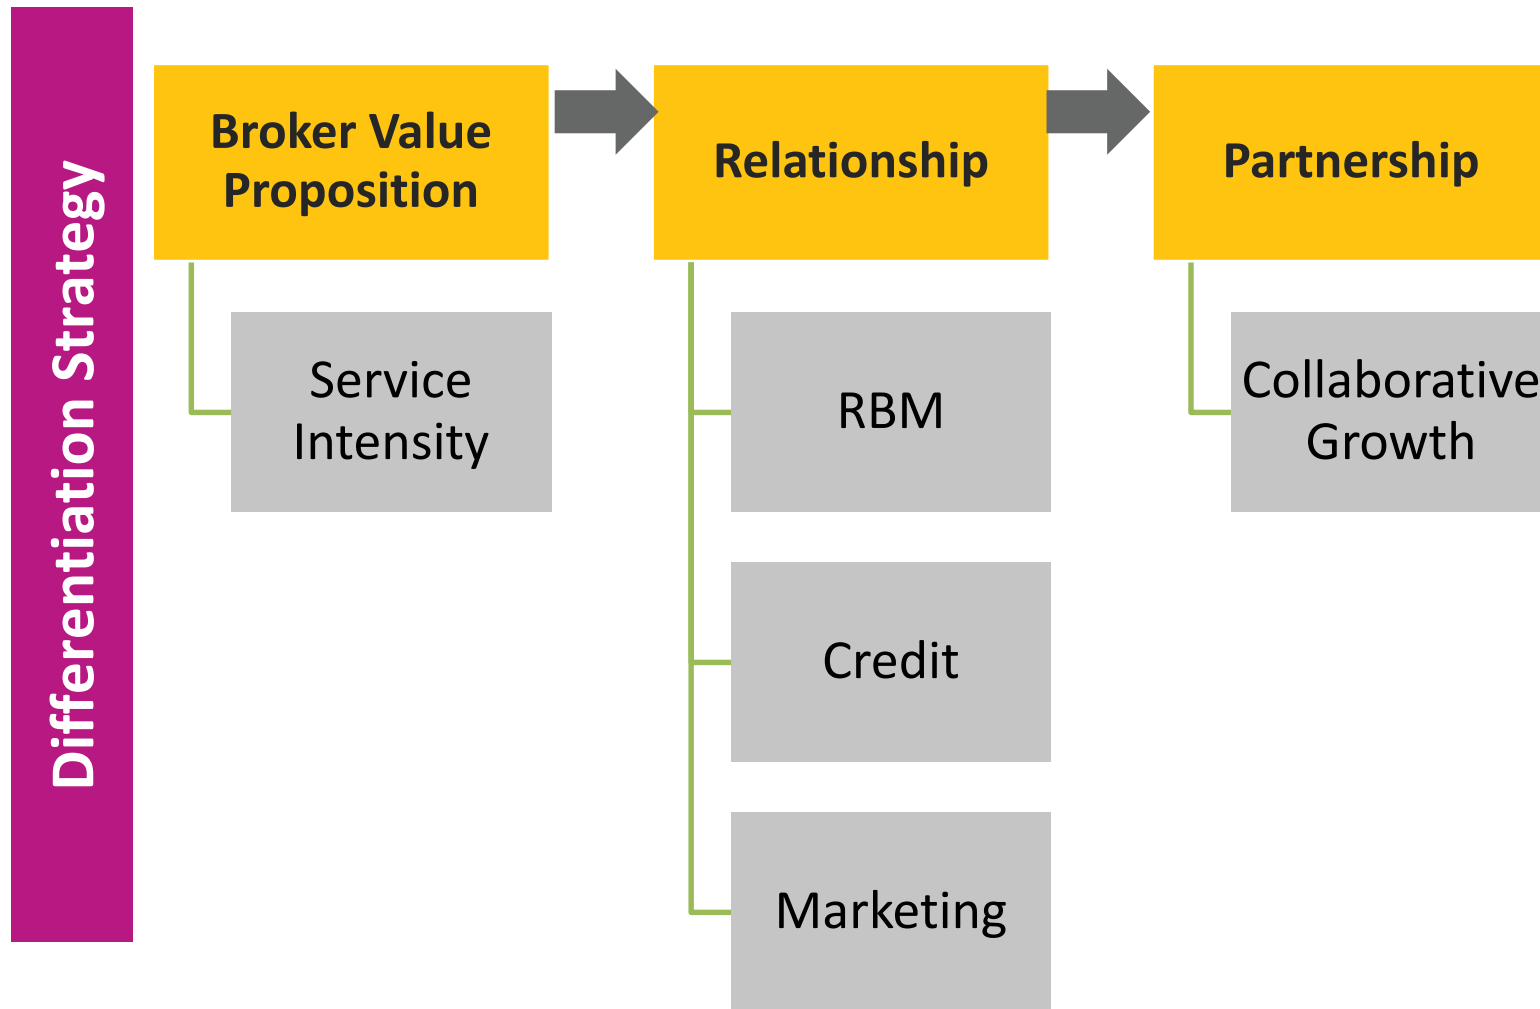 Differentiation Strategy
Broker Value
Proposition
Service
Intensity
Relationship
RBM
Credit
Marketing
Partnership
Collaborative
Growth